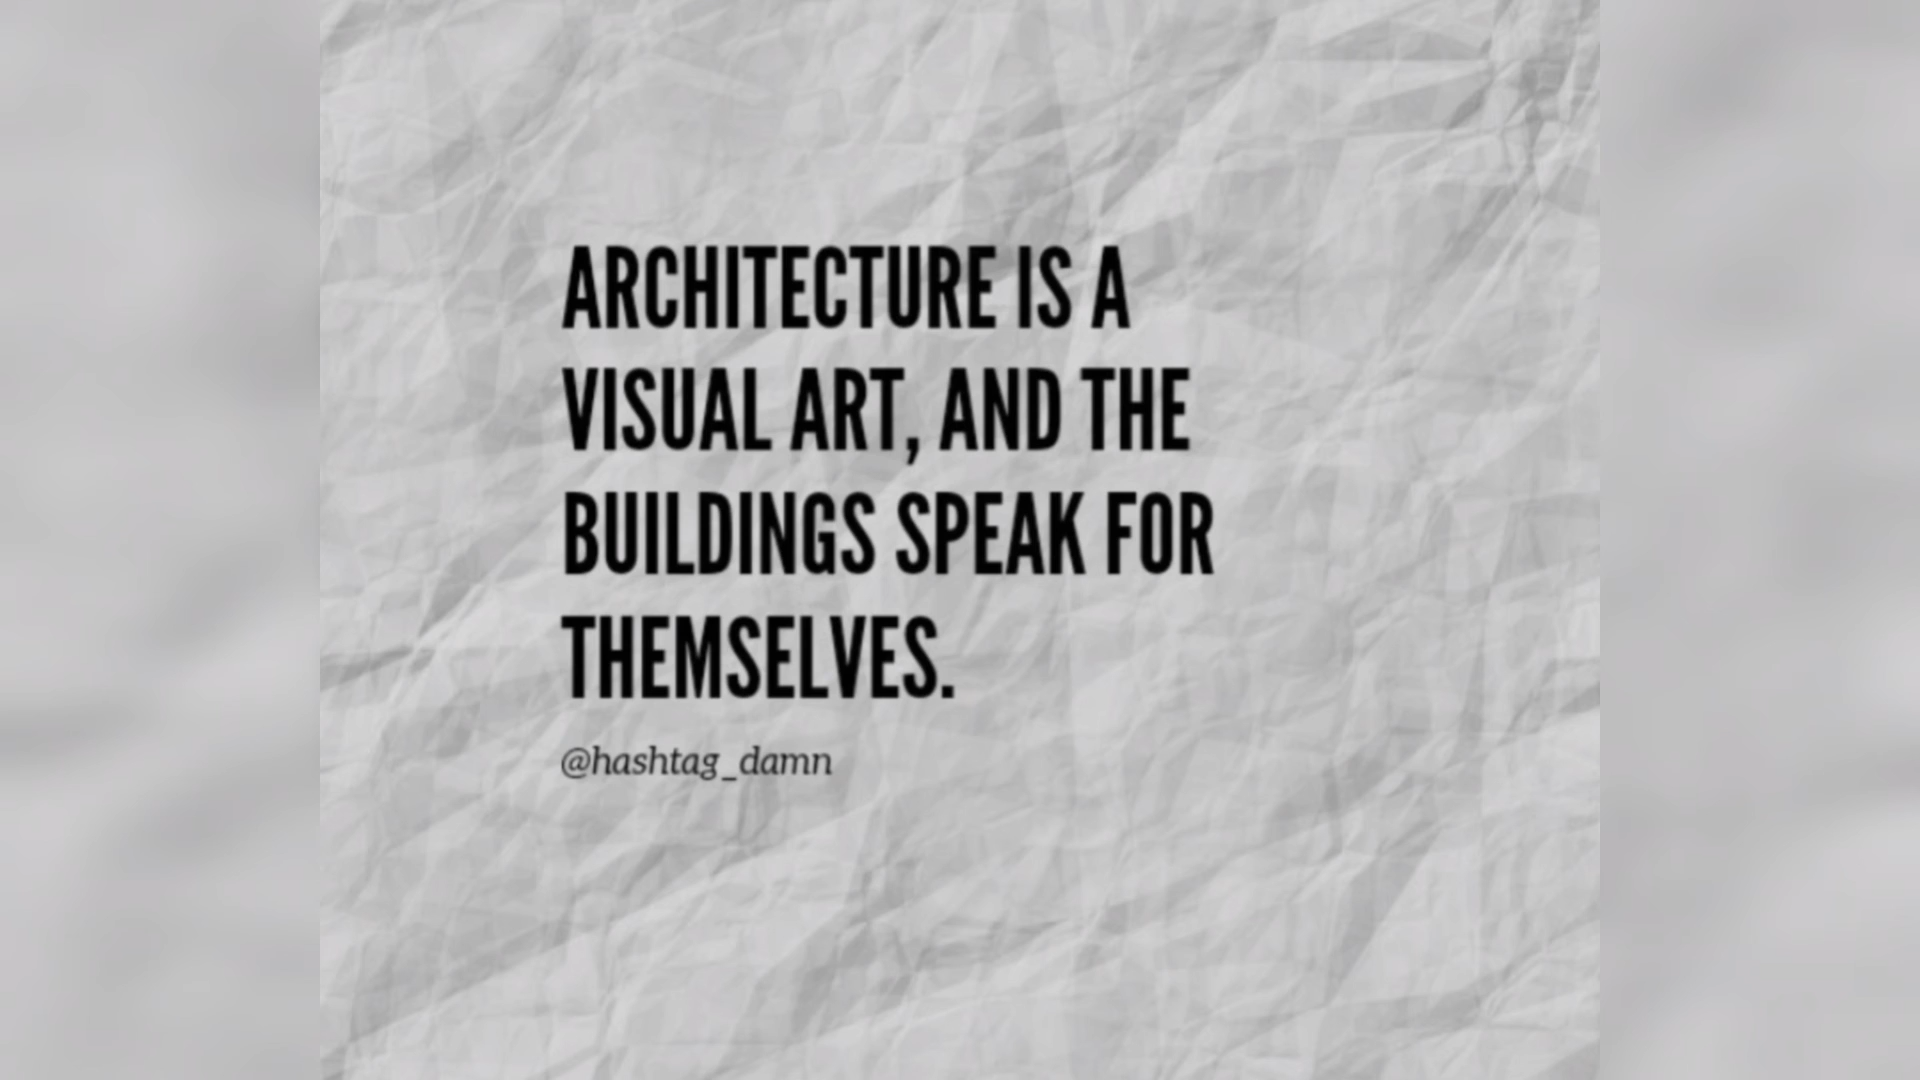 ARCHITECTURE IS A
VISUAL ART, AND THE
BUILDINGS SPEAK FOR
THEMSELVES.
@hashtag_damn